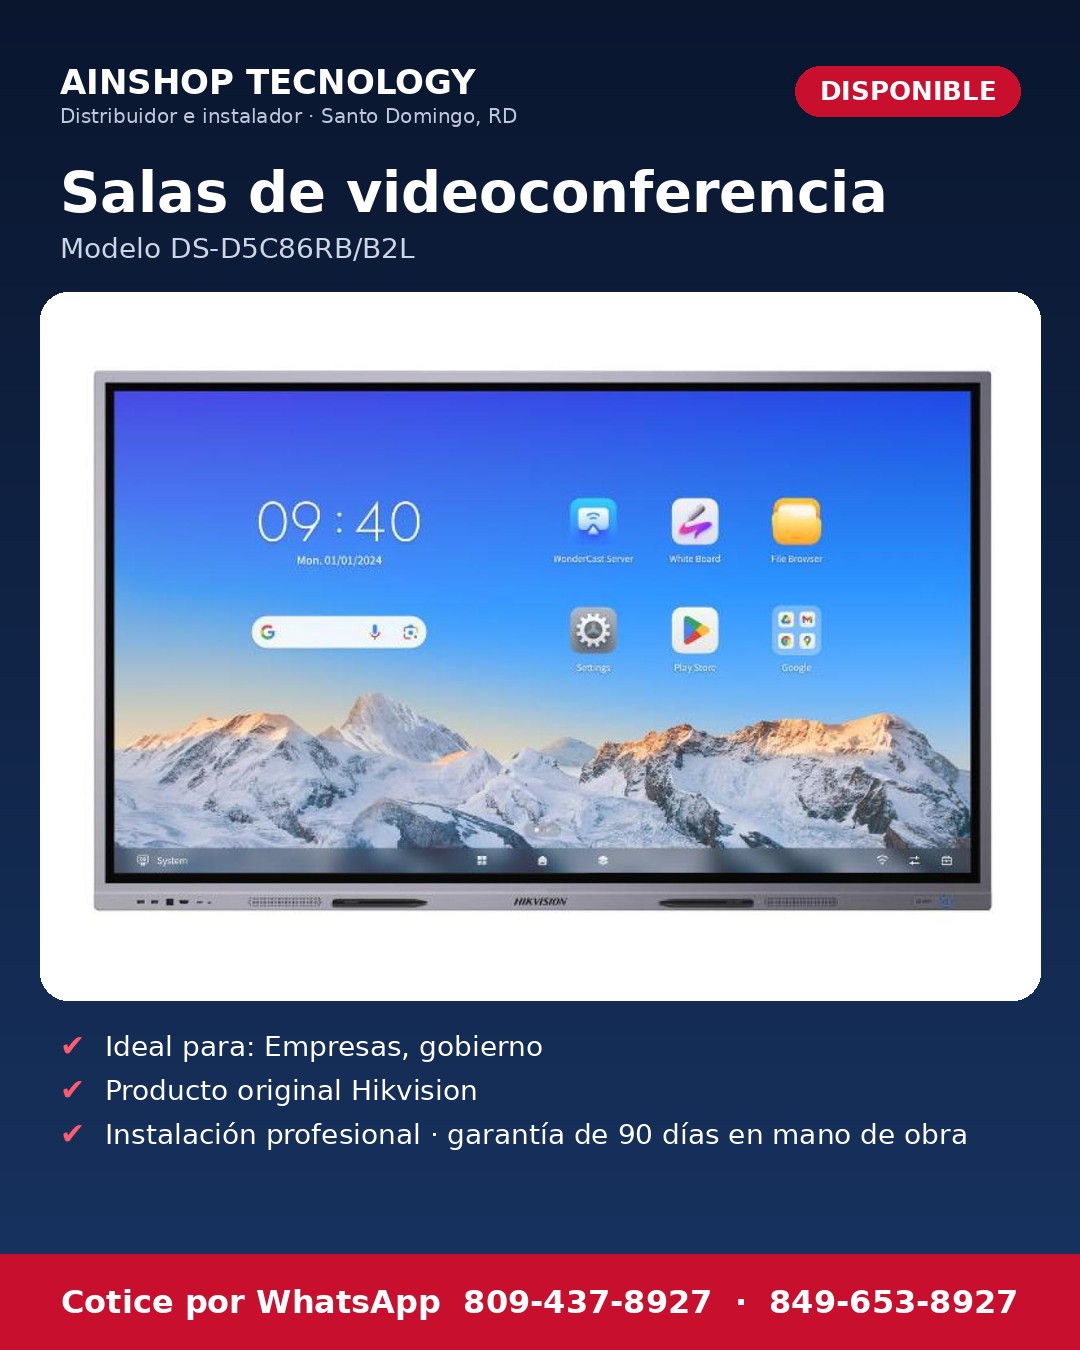 AINSHOP TECNOLOGY
Distribuidor e instalador · Santo Domingo, RD
DISPONIBLE
Salas de videoconferencia
Modelo DS-D5C86RB/B2L
09:40
Mon. 01/01/2024
WonderCast Server
White Board
File Browser
Settings
Play Store
Google
System
HIKVISION
✔ Ideal para: Empresas, gobierno
✔ Producto original Hikvision
✔ Instalación profesional · garantía de 90 días en mano de obra
Cotice por WhatsApp 809-437-8927 · 849-653-8927